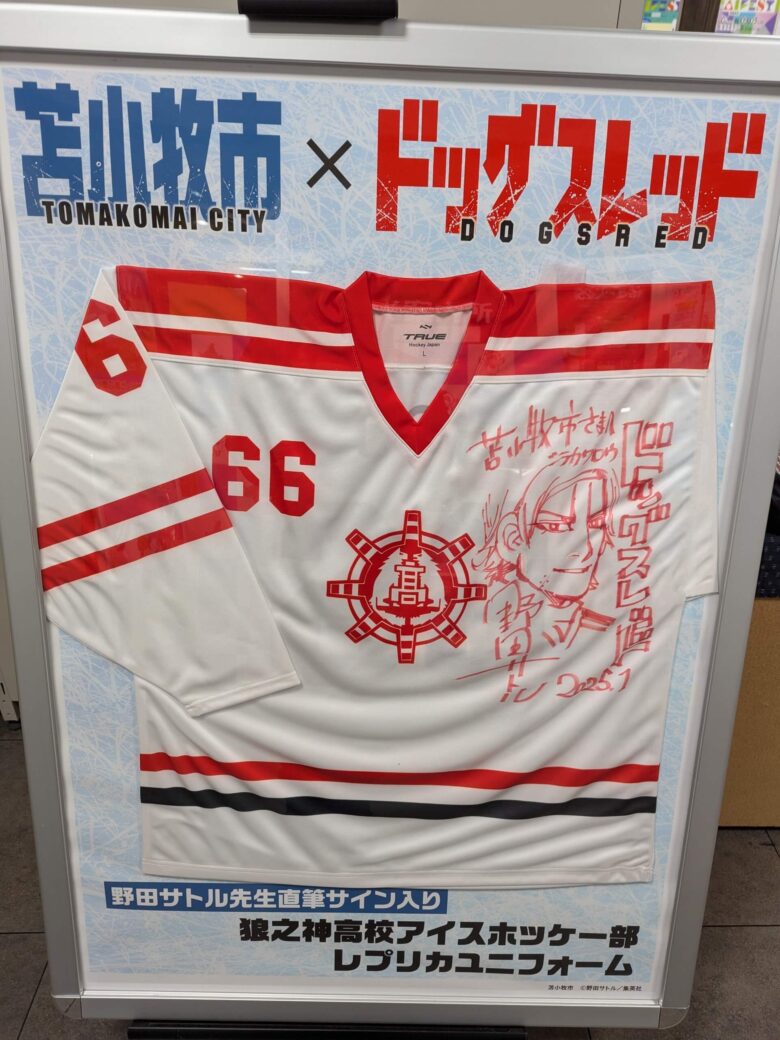 苫小牧市 × ドッグスレッド
TOMAKOMAI CITY
DOGSRED
TRUE
Hockey Japan
L
66
66
高
苫小牧市さま江
ドッグスレッド
野田サトル
2025.7
野田サトル先生直筆サイン入り
狼之神高校アイスホッケー部
レプリカユニフォーム
苫小牧市 ©野田サトル/集英社